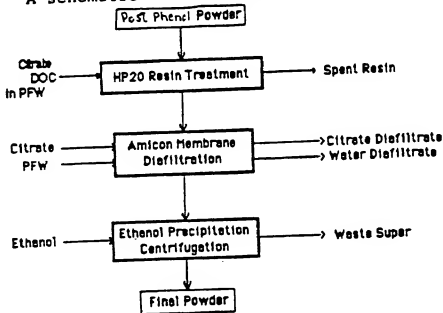 Post Phenol Powder
Citrate
DOC
in PFW
HP20 Resin Treatment
Spent Resin
Citrate
PFW
Amicon Membrane
Diafiltration
Citrate Diafiltrate
Water Diafiltrate
Ethanol
Ethanol Precipitation
Centrifugation
Waste Super
Final Powder